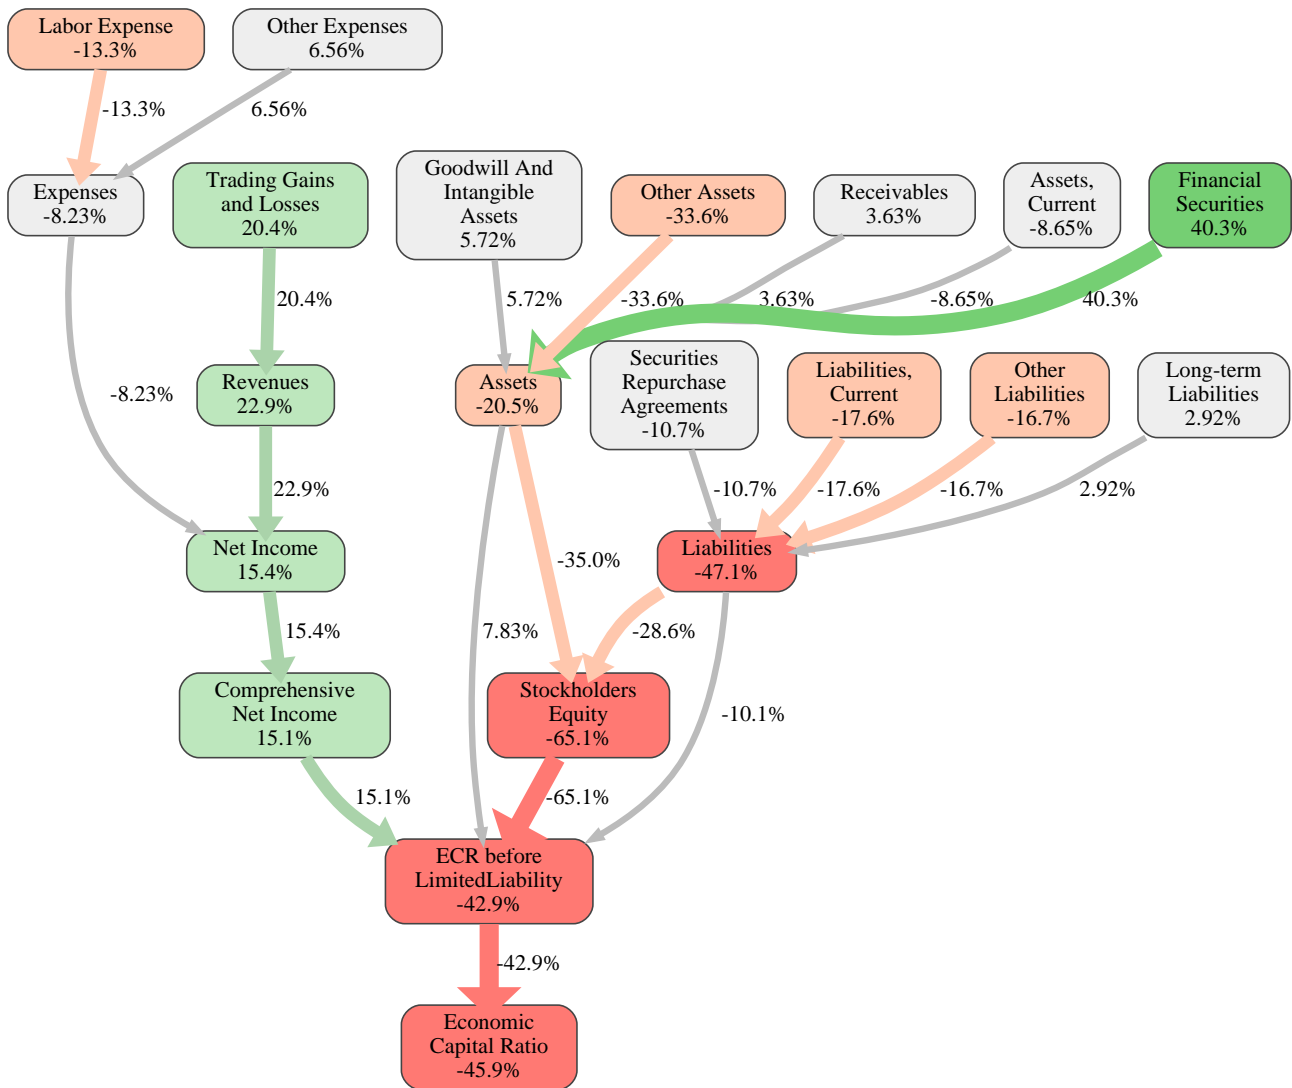 Labor Expense
-13.3%
Other Expenses
6.56%
-13.3%
6.56%
Expenses
-8.23%
Trading Gains
and Losses
20.4%
Goodwill And
Intangible
Assets
5.72%
Other Assets
-33.6%
Receivables
3.63%
Assets,
Current
-8.65%
Financial
Securities
40.3%
20.4%
5.72%
-33.6%
3.63%
-8.65%
40.3%
-8.23%
Revenues
22.9%
Assets
-20.5%
Securities
Repurchase
Agreements
-10.7%
Liabilities,
Current
-17.6%
Other
Liabilities
-16.7%
Long-term
Liabilities
2.92%
22.9%
-10.7%
-17.6%
-16.7%
2.92%
Net Income
15.4%
-35.0%
Liabilities
-47.1%
15.4%
7.83%
-28.6%
Comprehensive
Net Income
15.1%
Stockholders
Equity
-65.1%
-10.1%
15.1%
-65.1%
ECR before
LimitedLiability
-42.9%
-42.9%
Economic
Capital Ratio
-45.9%